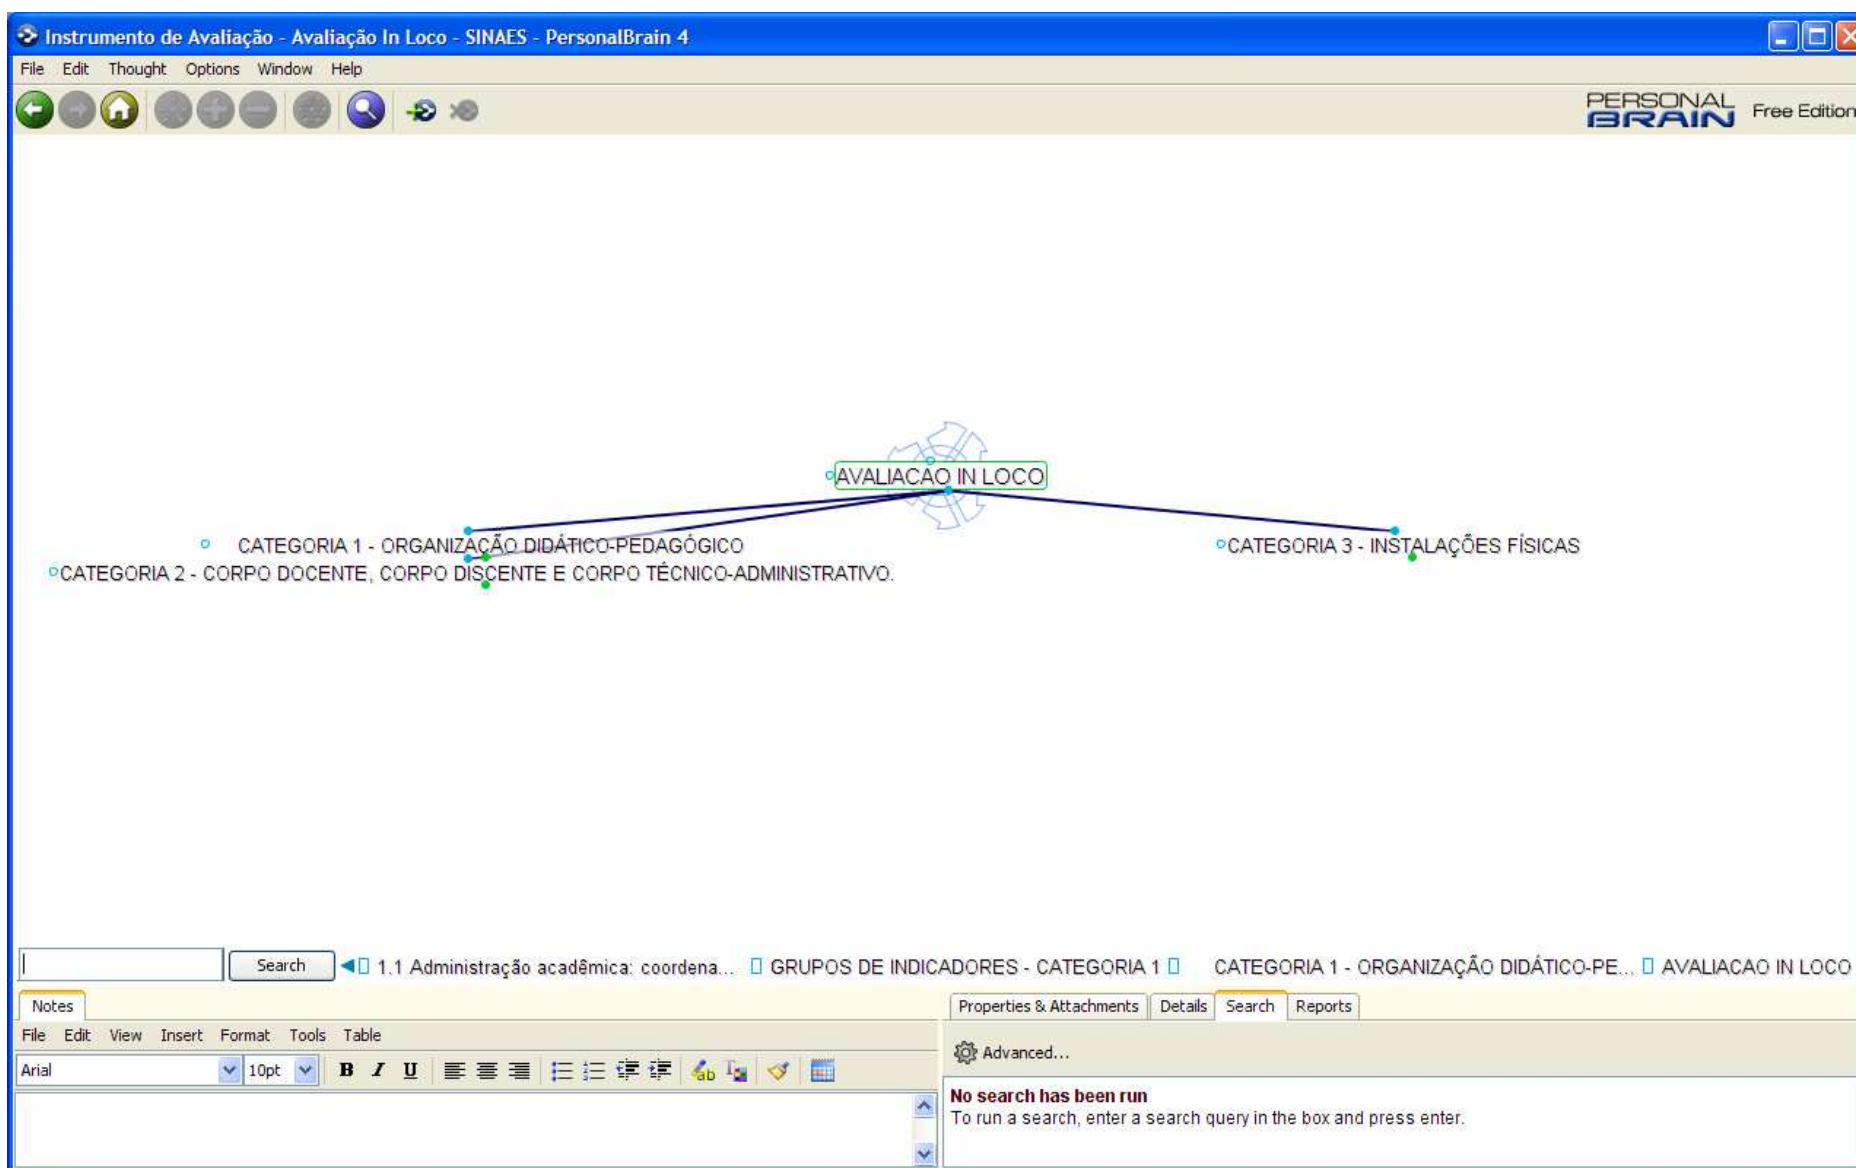 Instrumento de Avaliação - Avaliação In Loco - SINAES - PersonalBrain 4
File Edit Thought Options Window Help
PERSONAL BRAIN Free Edition
AVALIACAO IN LOCO
CATEGORIA 1 - ORGANIZAÇÃO DIDÁTICO-PEDAGÓGICO
CATEGORIA 3 - INSTALAÇÕES FÍSICAS
CATEGORIA 2 - CORPO DOCENTE, CORPO DISCENTE E CORPO TÉCNICO-ADMINISTRATIVO.
Search 1.1 Administração acadêmica: coordena... GRUPOS DE INDICADORES - CATEGORIA 1 CATEGORIA 1 - ORGANIZAÇÃO DIDÁTICO-PE... AVALIACAO IN LOCO
Notes
Properties & Attachments Details Search Reports
File Edit View Insert Format Tools Table
Advanced...
Arial 10pt B I U ab T
No search has been run
To run a search, enter a search query in the box and press enter.